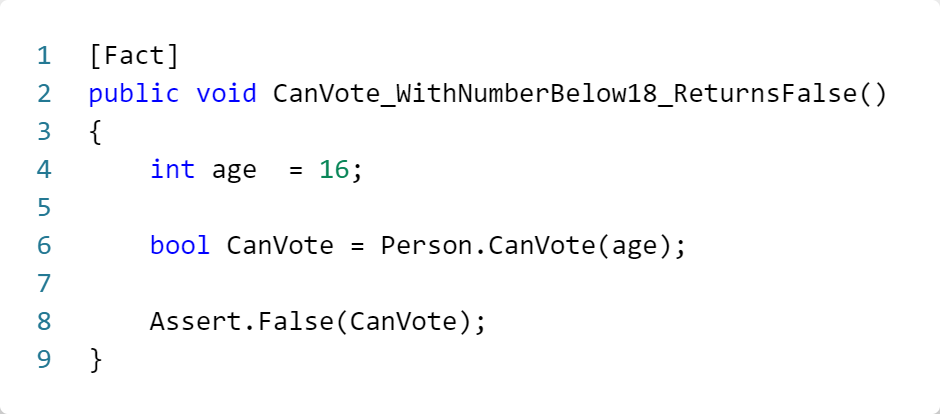 1 [Fact]
2 public void CanVote_WithNumberBelow18_ReturnsFalse()
3 {
4     int age  = 16;
5
6     bool CanVote = Person.CanVote(age);
7
8     Assert.False(CanVote);
9 }